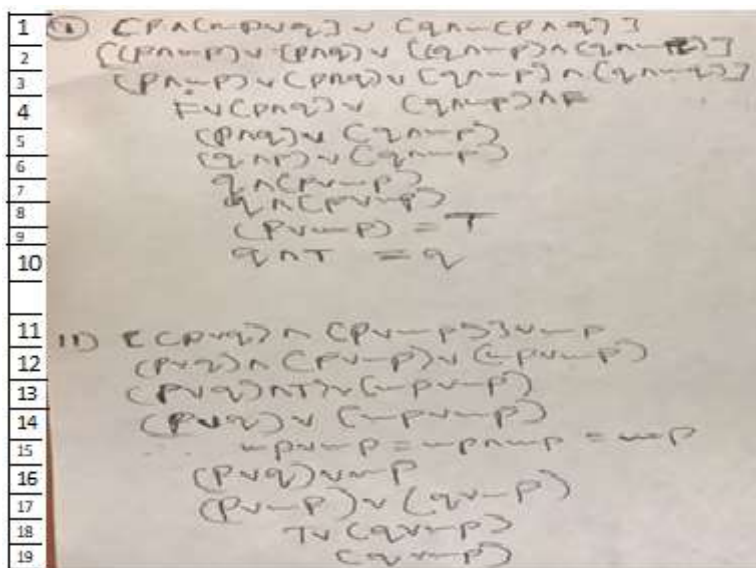 1 (I) [P∧(~p∨q)] ∨ [q∧~(p∧q)]
2 [(p∧~p)∨(p∧q)∨[(q∧~p)∧(q∧~q)]
3 (p∧~p)∨(p∧q)∨[q∧~p)∧(q∧~q)]
4 F∨(p∧q)∨(q∧~p)∧F
5 (p∧q)∨(q∧~p)
6 (q∧p)∨(q∧~p)
7 q∧(p∨~p)
8 q∧(p∨~p)
9 (p∨~p) = T
10 q∧T = q
11 11) [(p∨q)∧(p∨~p)]∨~p
12 (p∨q)∧(p∨~p)∨(~p∨~p)
13 (p∨q)∧T)∨(~p∨~p)
14 (p∨q)∨(~p∨~p)
15 ~p∨~p = ~p∧~p = ~p
16 (p∨q)∨~p
17 (p∨~p)∨(q∨~p)
18 T∨(q∨~p)
19 (q∨~p)